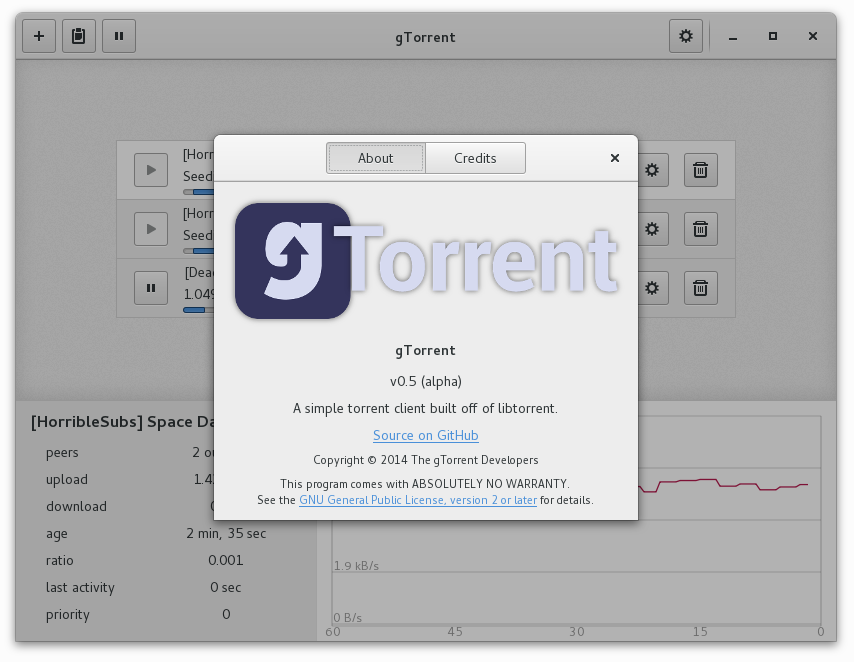 gTorrent
About
Credits
[Horr
Seed
[Horr
Seed
[Dead
1.04%
gTorrent
gTorrent
v0.5 (alpha)
A simple torrent client built off of libtorrent.
Source on GitHub
Copyright © 2014 The gTorrent Developers
This program comes with ABSOLUTELY NO WARRANTY.
See the GNU General Public License, version 2 or later for details.
[HorribleSubs] Space Da
peers 2 ou
upload 1.4
download
age 2 min, 35 sec
ratio 0.001
last activity 0 sec
priority 0
1.9 kB/s
0 B/s
60 45 30 15 0